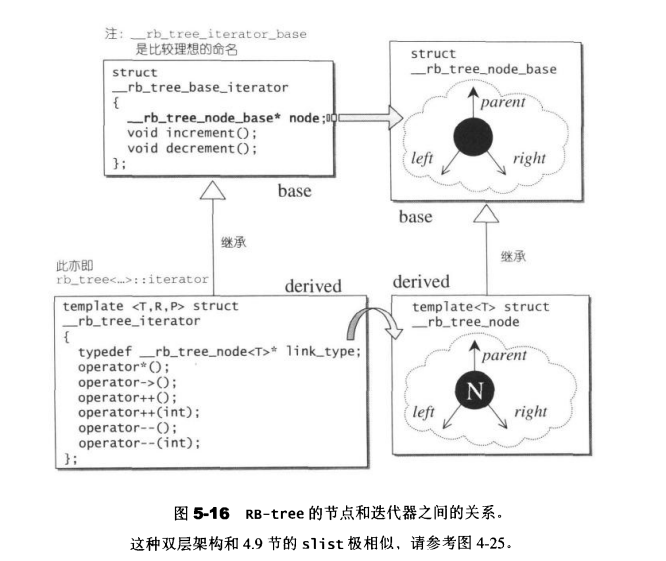 注：__rb_tree_iterator_base
是比较理想的命名
struct
__rb_tree_base_iterator
{
__rb_tree_node_base* node;
void increment();
void decrement();
};
base
struct
__rb_tree_node_base
parent
left
right
base
继承
继承
此亦即
rb_tree<…>::iterator
derived
derived
template <T,R,P> struct
__rb_tree_iterator
{
typedef __rb_tree_node<T>* link_type;
operator*();
operator->();
operator++();
operator++(int);
operator--();
operator--(int);
};
template<T> struct
__rb_tree_node
parent
N
left
right
图 5-16 RB-tree 的节点和迭代器之间的关系。
这种双层架构和 4.9 节的 slist 极相似，请参考图 4-25。